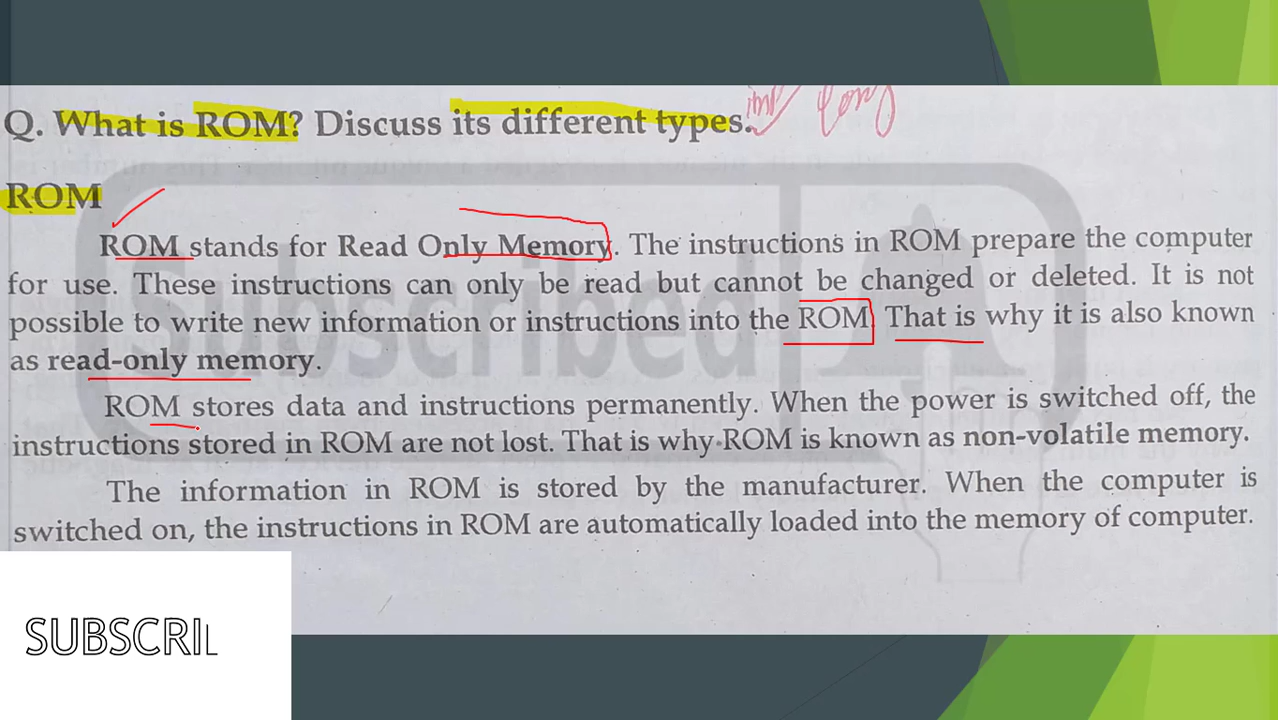 imp long
Q. What is ROM? Discuss its different types.
ROM
ROM stands for Read Only Memory. The instructions in ROM prepare the computer
for use. These instructions can only be read but cannot be changed or deleted. It is not
possible to write new information or instructions into the ROM. That is why it is also known
as read-only memory.
ROM stores data and instructions permanently. When the power is switched off, the
instructions stored in ROM are not lost. That is why ROM is known as non-volatile memory.
The information in ROM is stored by the manufacturer. When the computer is
switched on, the instructions in ROM are automatically loaded into the memory of computer.
Subscribed
SUBSCRIL